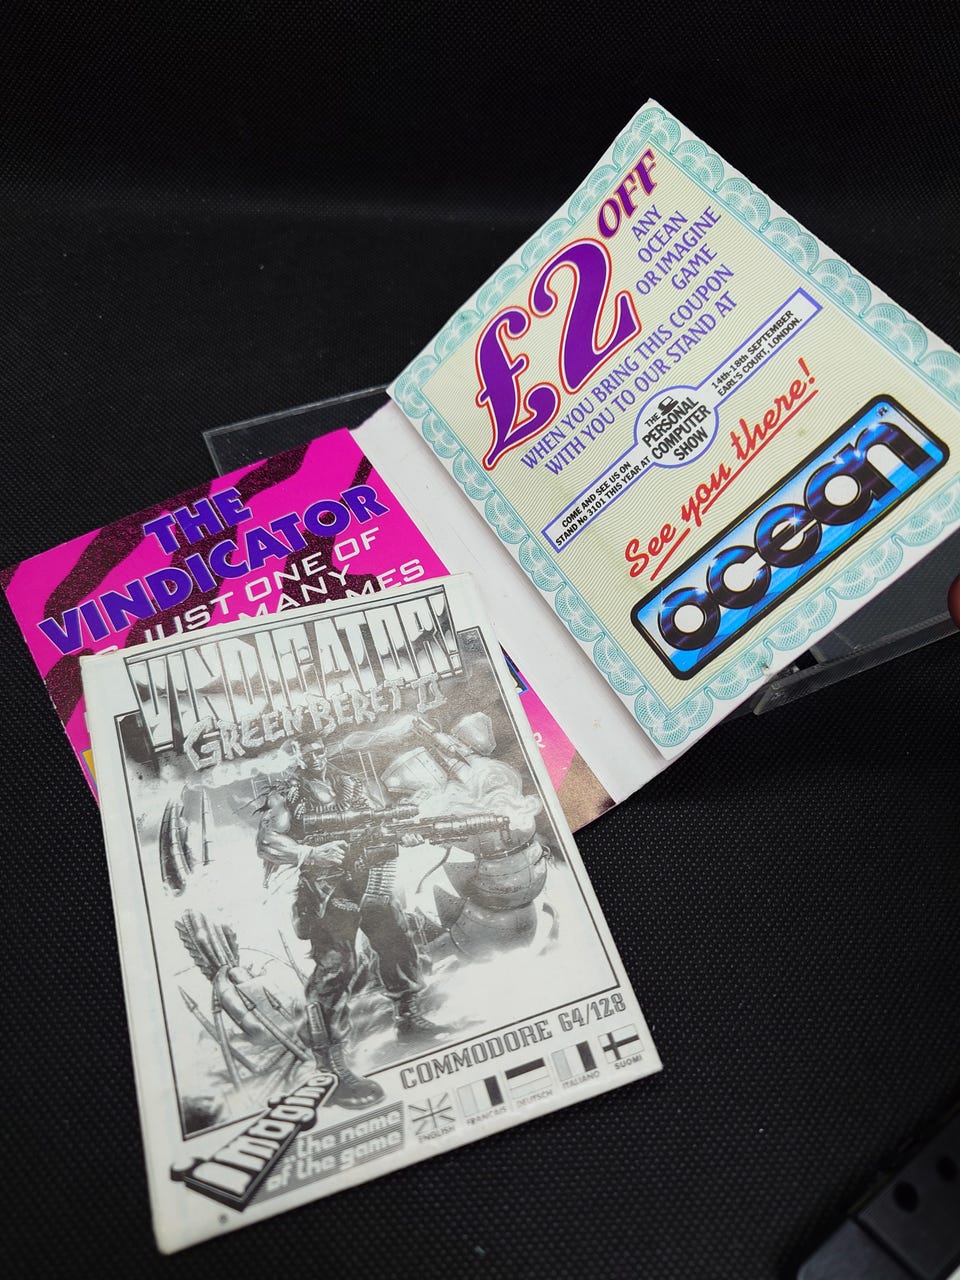 £2 OFF
ANY
OCEAN
OR IMAGINE
GAME
WHEN YOU BRING THIS COUPON
WITH YOU TO OUR STAND AT
COME AND SEE US ON
STAND No 3101 THIS YEAR AT
THE
PERSONAL
COMPUTER
SHOW
14th-18th SEPTEMBER
EARL'S COURT, LONDON.
See you there!
ocean
THE
VINDICATOR
JUST ONE OF
MANY
VINDICATOR!
GREEN BERET II
COMMODORE 64/128
ENGLISH
FRANCAIS
DEUTSCH
ITALIANO
SUOMI
imagine
...the name
of the game